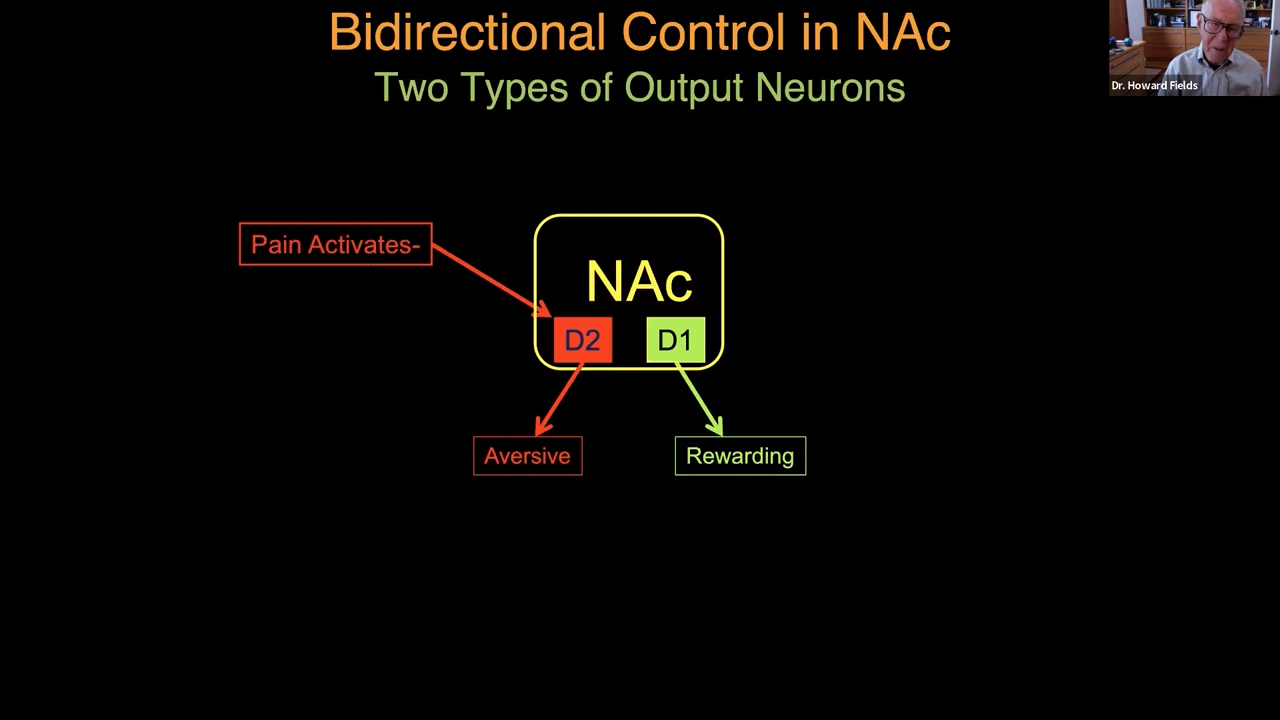 Bidirectional Control in NAc
Two Types of Output Neurons
Dr. Howard Fields
Pain Activates-
NAc
D2
D1
Aversive
Rewarding